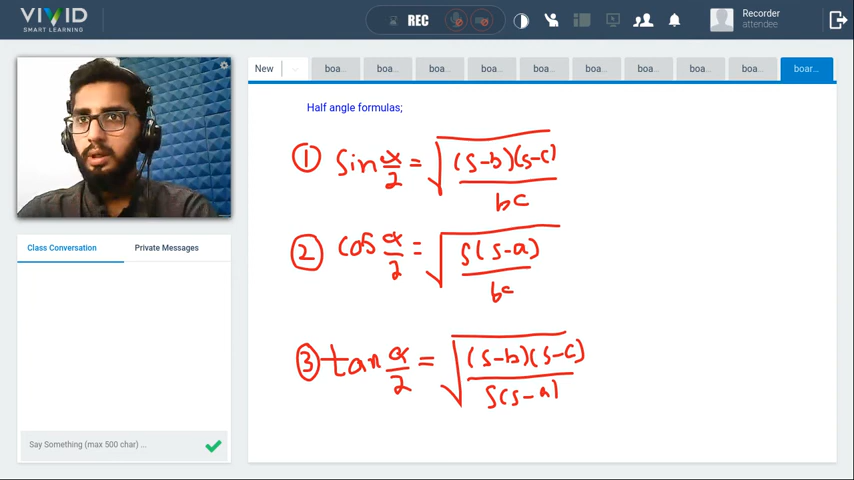 VIVID
SMART LEARNING
REC
Recorder
attendee
New boa... boa... boa... boa... boa... boa... boa... boa... boa... boar...
Half angle formulas;
① sin α/2 = √((s-b)(s-c)/bc)
② cos α/2 = √(s(s-a)/bc)
③ tan α/2 = √((s-b)(s-c)/s(s-a))
Class Conversation Private Messages
Say Something (max 500 char) ...